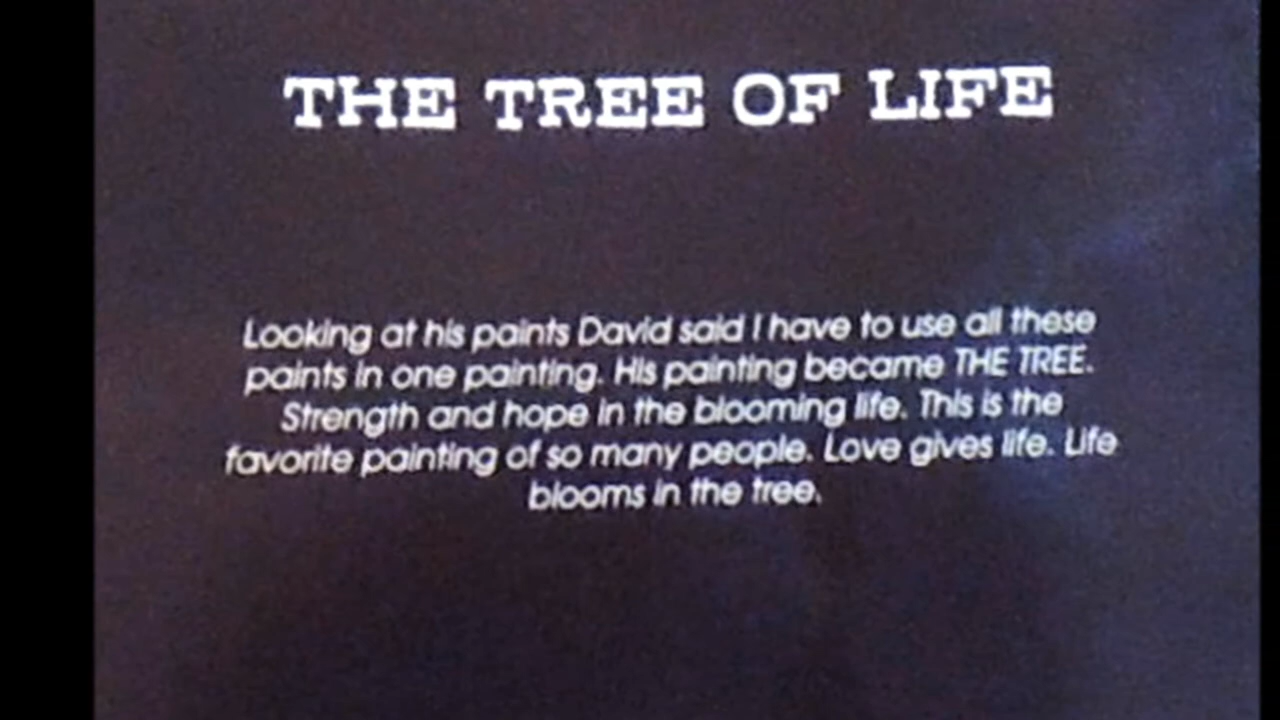 THE TREE OF LIFE
Looking at his paints David said I have to use all these
paints in one painting. His painting became THE TREE.
Strength and hope in the blooming life. This is the
favorite painting of so many people. Love gives life. Life
blooms in the tree.